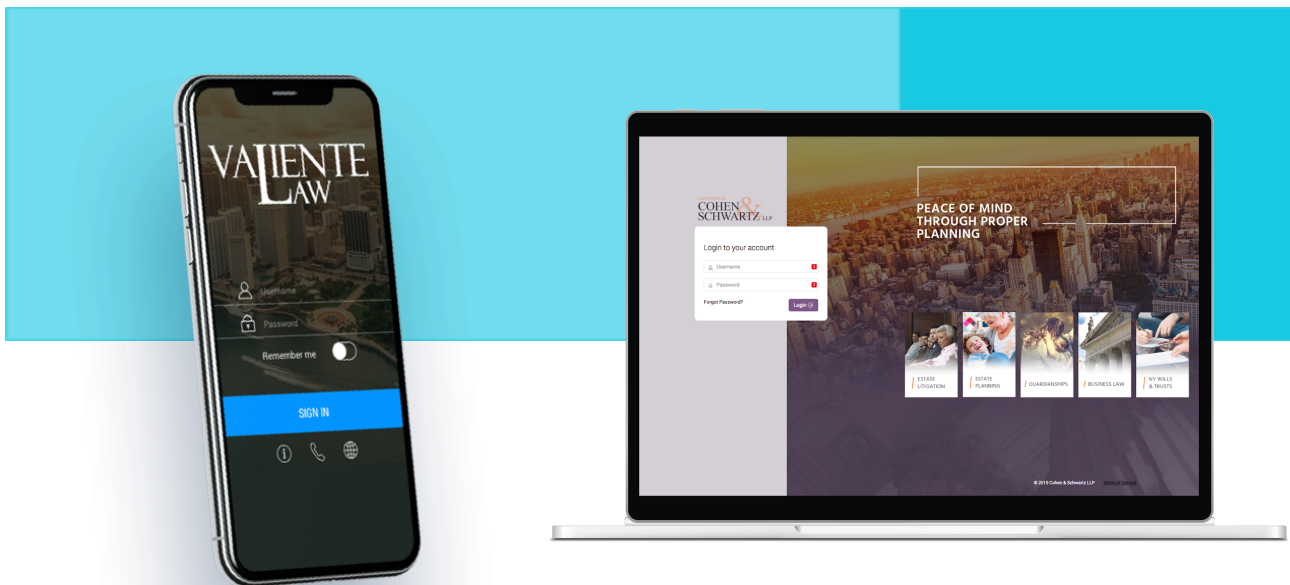 VALIENTE
LAW
Username
Password
Remember me
SIGN IN
COHEN &
SCHWARTZ LLP
Login to your account
Username
Password
Forgot Password?
Login
PEACE OF MIND
THROUGH PROPER
PLANNING
ESTATE
LITIGATION
ESTATE
PLANNING
GUARDIANSHIPS
BUSINESS LAW
NY WILLS
& TRUSTS
© 2019 Cohen & Schwartz LLP
Terms of Service